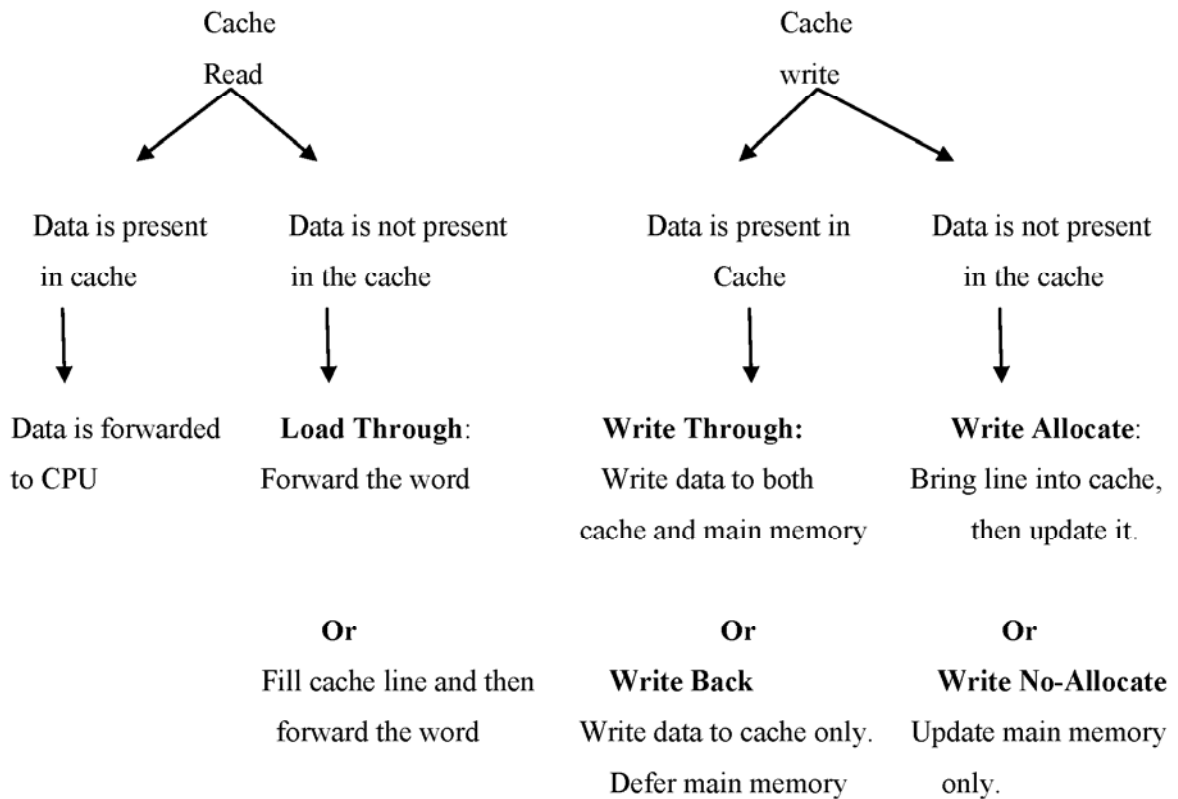 Cache
Read
Data is present
in cache
Data is forwarded
to CPU
Data is not present
in the cache
Load Through:
Forward the word
Or
Fill cache line and then
forward the word
Cache
write
Data is present in
Cache
Write Through:
Write data to both
cache and main memory
Or
Write Back
Write data to cache only.
Defer main memory
Data is not present
in the cache
Write Allocate:
Bring line into cache,
then update it.
Or
Write No-Allocate
Update main memory
only.